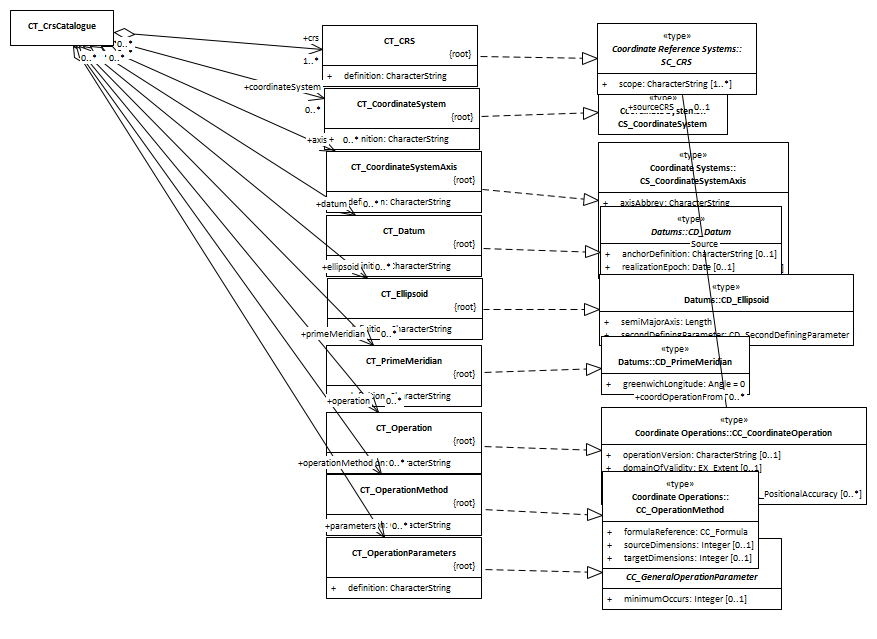 CT_CrsCatalogue
0..*
0..*
0..*
+crs
1..*
CT_CRS
{root}
+ definition: CharacterString
«type»
Coordinate Reference Systems::
SC_CRS
+ scope: CharacterString [1..*]
+coordinateSystem
0..*
CT_CoordinateSystem
{root}
nition: CharacterString
«type»
+sourceCRS 0..1
CS_CoordinateSystem
+axis
0..*
CT_CoordinateSystemAxis
{root}
n: CharacterString
«type»
Coordinate Systems::
CS_CoordinateSystemAxis
+ axisAbbrev: CharacterString
+datum
0..*
CT_Datum
{root}
CharacterString
«type»
Datums::CD_Datum
Source
+ anchorDefinition: CharacterString [0..1]
+ realizationEpoch: Date [0..1]
+ellipsoid
0..*
CT_Ellipsoid
{root}
CharacterString
«type»
Datums::CD_Ellipsoid
+ semiMajorAxis: Length
+ secondDefiningParameter: CD_SecondDefiningParameter
+primeMeridian
0..*
CT_PrimeMeridian
{root}
aracterString
«type»
Datums::CD_PrimeMeridian
+ greenwichLongitude: Angle = 0
+coordOperationFrom 0..*
+operation
0..*
CT_Operation
{root}
racterString
«type»
Coordinate Operations::CC_CoordinateOperation
+ operationVersion: CharacterString [0..1]
+ domainOfValidity: EX_Extent [0..1]
_PositionalAccuracy [0..*]
+operationMethod
0..*
CT_OperationMethod
{root}
aracterString
«type»
Coordinate Operations::
CC_OperationMethod
+ formulaReference: CC_Formula
+ sourceDimensions: Integer [0..1]
+ targetDimensions: Integer [0..1]
+parameters
0..*
CT_OperationParameters
{root}
+ definition: CharacterString
CC_GeneralOperationParameter
+ minimumOccurs: Integer [0..1]